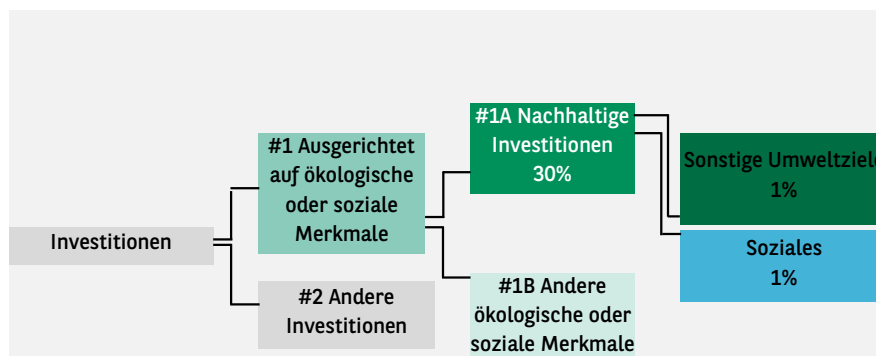 Investitionen
#1 Ausgerichtet
auf ökologische
oder soziale
Merkmale
#2 Andere
Investitionen
#1A Nachhaltige
Investitionen
30%
#1B Andere
ökologische oder
soziale Merkmale
Sonstige Umweltziele
1%
Soziales
1%